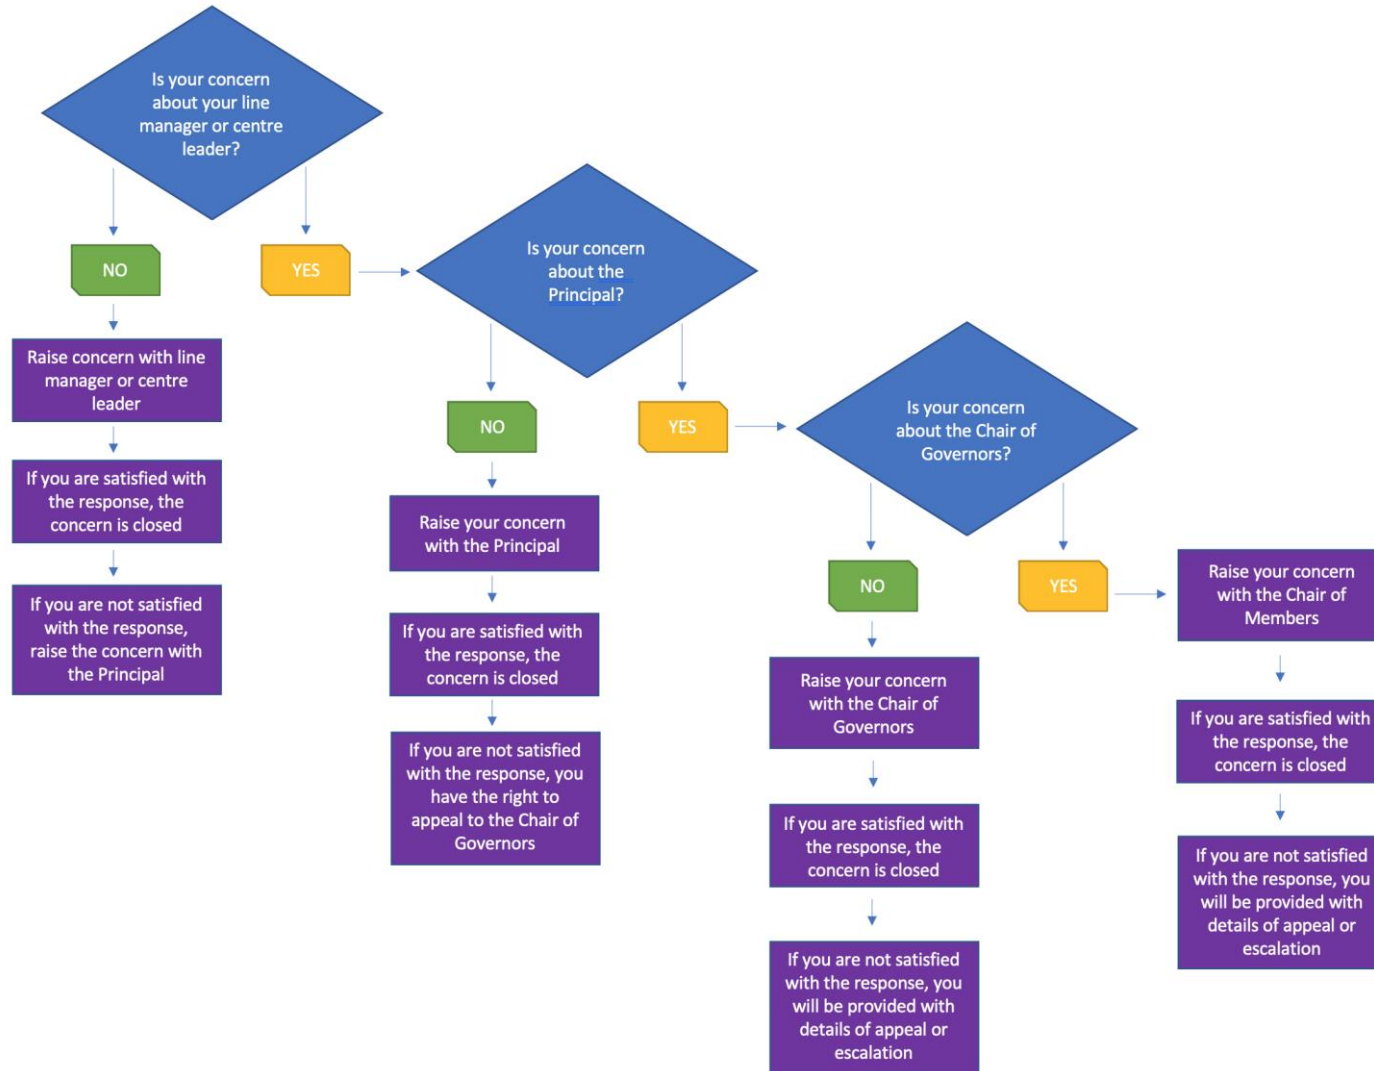 Is your concern
about your line
manager or centre
leader?
NO
YES
Raise concern with line
manager or centre
leader
If you are satisfied with
the response, the
concern is closed
If you are not satisfied
with the response,
raise the concern with
the Principal
Is your concern
about the
Principal?
NO
YES
Raise your concern
with the Principal
If you are satisfied with
the response, the
concern is closed
If you are not satisfied
with the response, you
have the right to
appeal to the Chair of
Governors
Is your concern
about the Chair of
Governors?
NO
YES
Raise your concern
with the Chair of
Governors
If you are satisfied with
the response, the
concern is closed
If you are not satisfied
with the response, you
will be provided with
details of appeal or
escalation
Raise your concern
with the Chair of
Members
If you are satisfied with
the response, the
concern is closed
If you are not satisfied
with the response, you
will be provided with
details of appeal or
escalation